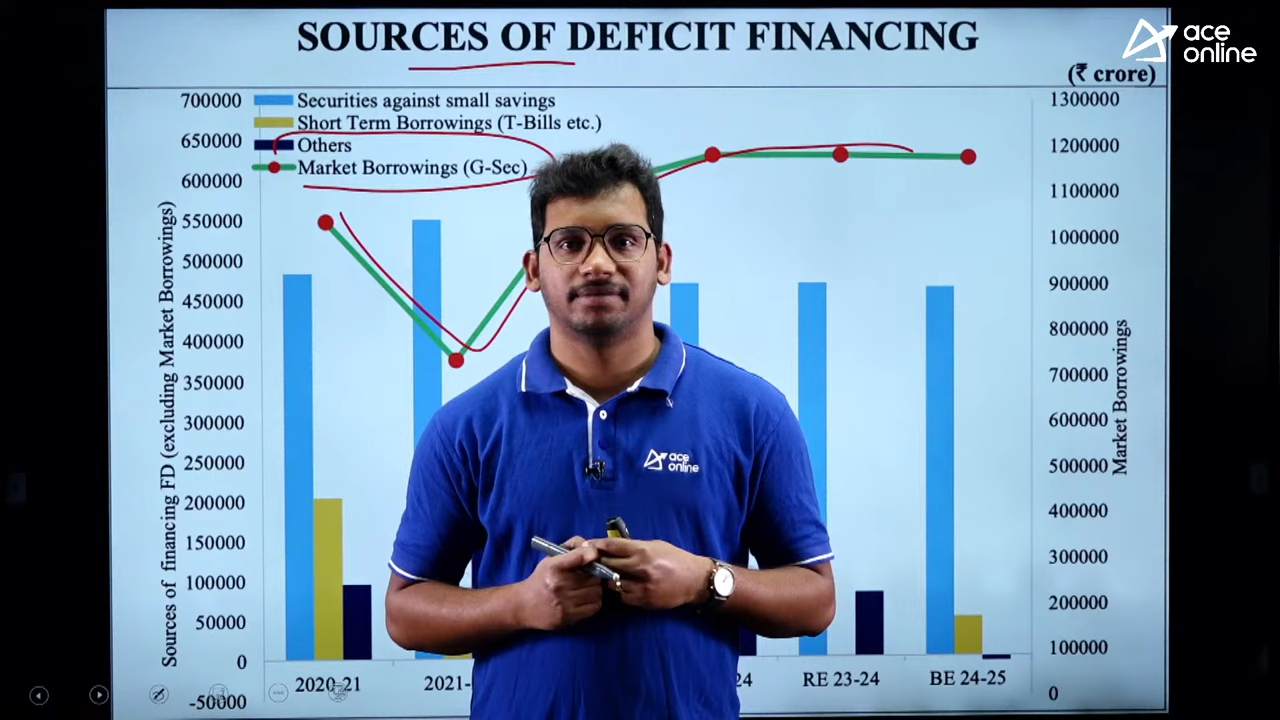 SOURCES OF DEFICIT FINANCING
ace
online
(₹ crore)
Securities against small savings
Short Term Borrowings (T-Bills etc.)
Others
Market Borrowings (G-Sec)
700000
650000
600000
550000
500000
450000
400000
350000
300000
250000
200000
150000
100000
50000
0
-50000
Sources of financing FD (excluding Market Borrowings)
1300000
1200000
1100000
1000000
900000
800000
700000
600000
500000
400000
300000
200000
100000
0
Market Borrowings
ace
online
2020-21
2021-
24
RE 23-24
BE 24-25